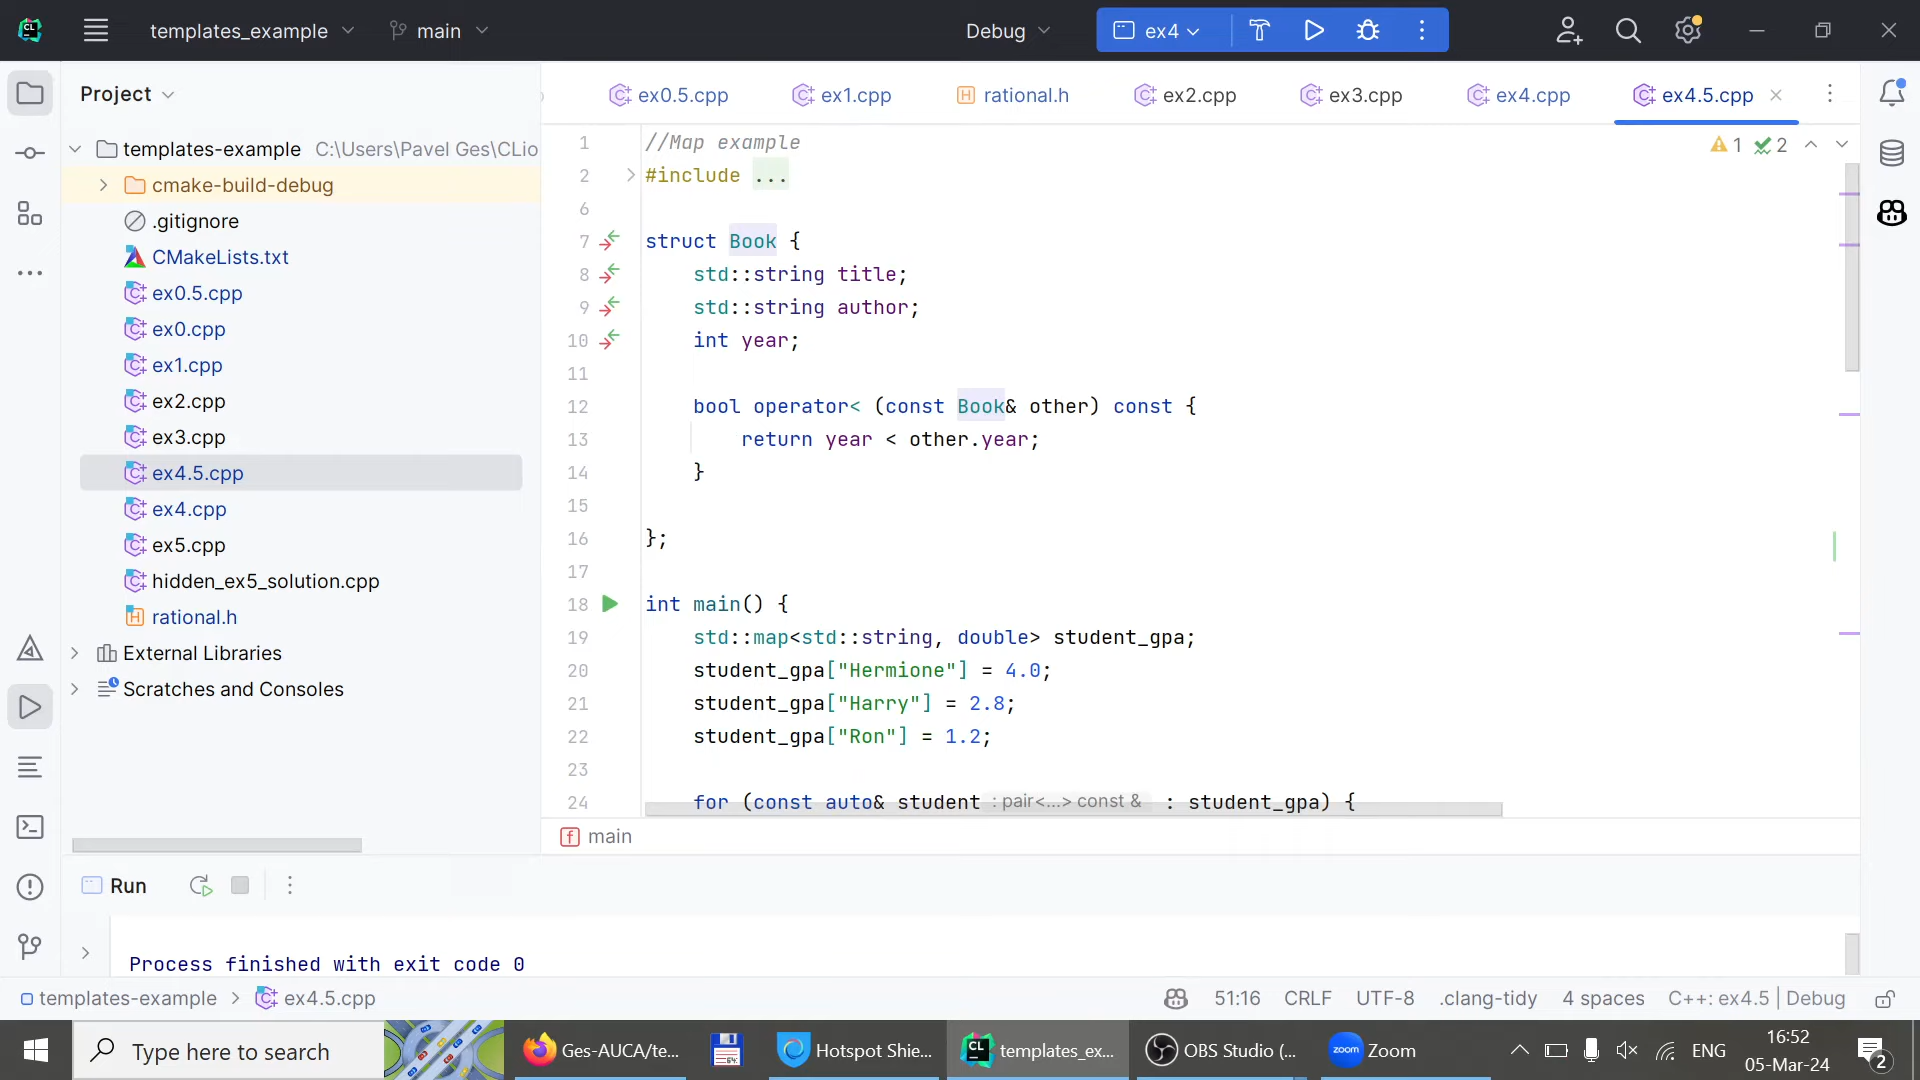 templates_example main Debug ex4
Project
ex0.5.cpp ex1.cpp rational.h ex2.cpp ex3.cpp ex4.cpp ex4.5.cpp
templates-example C:\Users\Pavel Ges\CLio
cmake-build-debug
.gitignore
CMakeLists.txt
ex0.5.cpp
ex0.cpp
ex1.cpp
ex2.cpp
ex3.cpp
ex4.5.cpp
ex4.cpp
ex5.cpp
hidden_ex5_solution.cpp
rational.h
External Libraries
Scratches and Consoles
1 //Map example
2 #include ...
6
7 struct Book {
8 std::string title;
9 std::string author;
10 int year;
11
12 bool operator< (const Book& other) const {
13 return year < other.year;
14 }
15
16 };
17
18 int main() {
19 std::map<std::string, double> student_gpa;
20 student_gpa["Hermione"] = 4.0;
21 student_gpa["Harry"] = 2.8;
22 student_gpa["Ron"] = 1.2;
23
24 for (const auto& student : pair<...> const & : student_gpa) {
1 2
f main
Run
Process finished with exit code 0
templates-example > ex4.5.cpp 51:16 CRLF UTF-8 .clang-tidy 4 spaces C++: ex4.5 | Debug
Type here to search Ges-AUCA/te... 64 Hotspot Shie... CL templates_ex... OBS Studio (... zoom Zoom ENG 16:52
05-Mar-24 2